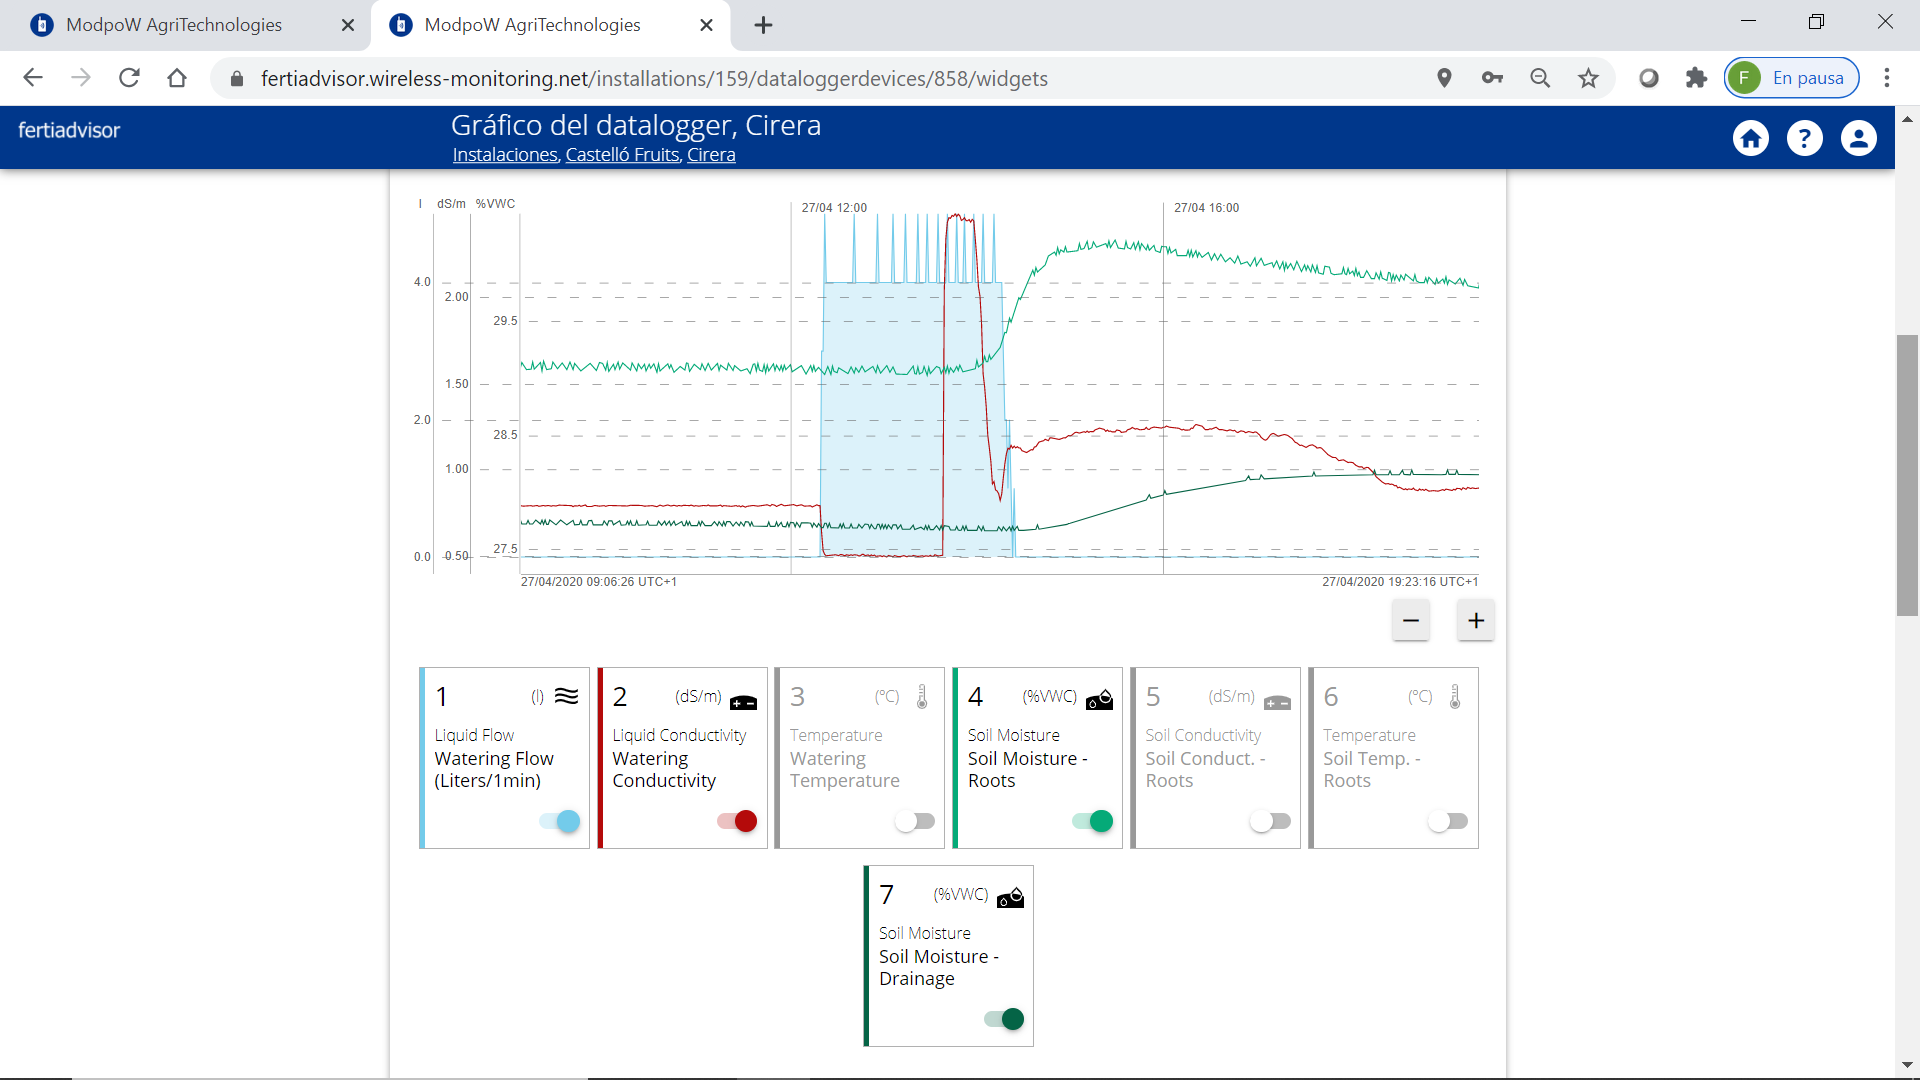 ModpoW AgriTechnologies
ModpoW AgriTechnologies
fertiadvisor.wireless-monitoring.net/installations/159/dataloggerdevices/858/widgets
F En pausa
fertiadvisor
Gráfico del datalogger, Cirera
Instalaciones, Castelló Fruits, Cirera
?
l dS/m %VWC
27/04 12:00
27/04 16:00
4.0
2.00
29.5
1.50
2.0
28.5
1.00
27.5
0.0
0.50
27/04/2020 09:06:26 UTC+1
27/04/2020 19:23:16 UTC+1
− +
1 (l)
Liquid Flow
Watering Flow
(Liters/1min)
2 (dS/m)
Liquid Conductivity
Watering
Conductivity
3 (°C)
Temperature
Watering
Temperature
4 (%VWC)
Soil Moisture
Soil Moisture -
Roots
5 (dS/m)
Soil Conductivity
Soil Conduct. -
Roots
6 (°C)
Temperature
Soil Temp. -
Roots
7 (%VWC)
Soil Moisture
Soil Moisture -
Drainage